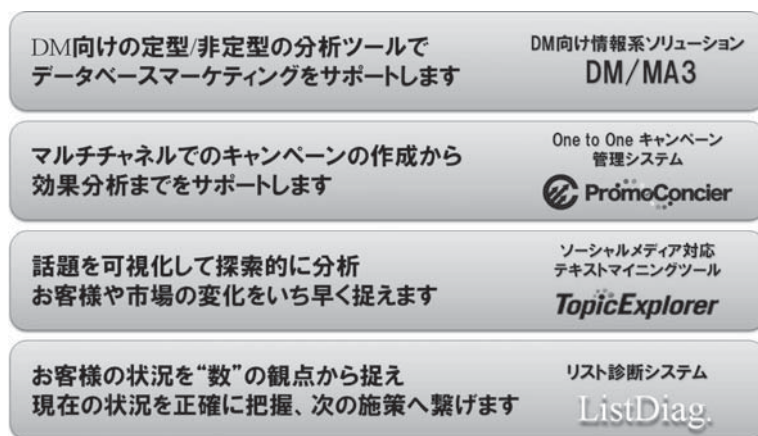 DM向けの定型/非定型の分析ツールで
データベースマーケティングをサポートします
DM向け情報系ソリューション
DM/MA3
マルチチャネルでのキャンペーンの作成から
効果分析までをサポートします
One to One キャンペーン
管理システム
PromoConcier
話題を可視化して探索的に分析
お客様や市場の変化をいち早く捉えます
ソーシャルメディア対応
テキストマイニングツール
TopicExplorer
お客様の状況を“数”の観点から捉え
現在の状況を正確に把握、次の施策へ繋げます
リスト診断システム
ListDiag.